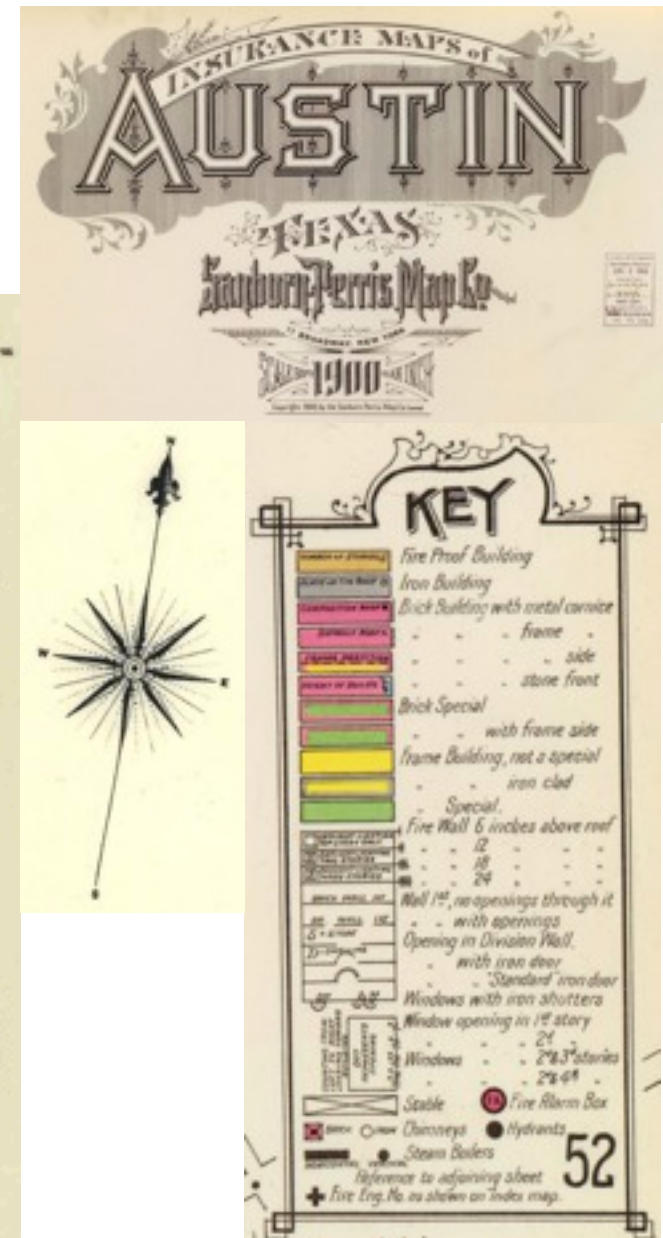 INSURANCE MAPS of
AUSTIN
TEXAS
Sanborn-Perris Map Co
11 BROADWAY, NEW YORK
1900
N
W
E
S
KEY
Fire Proof Building
Iron Building
Brick Building with metal cornice
" " " frame "
" " " " side
" " " stone front
Brick Special
" " with frame side
Frame Building, not a special
" " iron clad
" Special.
Fire Wall 6 inches above roof
" " 12 " " "
" " 18 " " "
" " 24 " " "
Wall 1st, no openings through it
" " with openings
Opening in Division Wall.
" with iron door
" " "Standard" iron door
Windows with iron shutters
Window opening in 1st story
" " " 2d "
Windows " " 2d & 3d stories
" " " 2d & 4th "
Stable
FA Fire Alarm Box
Chimneys
Hydrants
Steam Boilers
Reference to adjoining sheet
52
Fire Eng. Ho. as shown on index map.